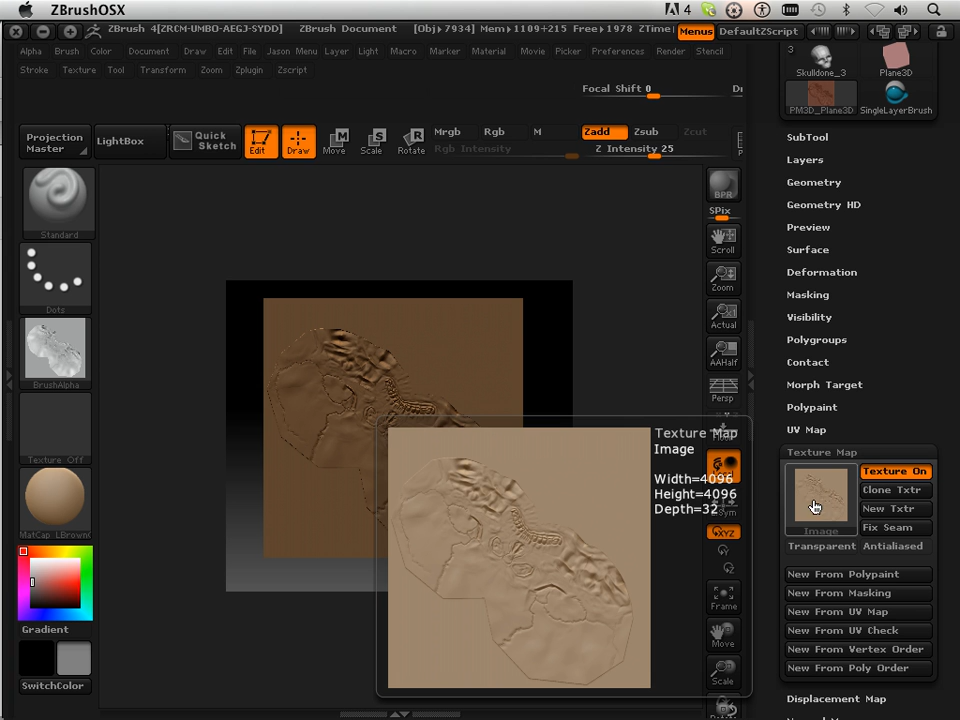 ZBrushOSX
4
ZBrush 4[ZRCM-UMBO-AEGJ-SYDD] ZBrush Document [Obj▸7934] Mem▸1109+215 Free▸1978 ZTime
Menus DefaultZScript
Alpha Brush Color Document Draw Edit File Jason Menu Layer Light Macro Marker Material Movie Picker Preferences Render Stencil
Stroke Texture Tool Transform Zoom Zplugin Zscript
Focal Shift 0
Projection Master
LightBox
Quick Sketch
Edit
Draw
Move
Scale
Rotate
Mrgb Rgb M
Rgb Intensity
Zadd Zsub Zcut
Z Intensity 25
3
Skulldone_3
Plane3D
PM3D_Plane3D
SingleLayerBrush
SubTool
Layers
Geometry
Geometry HD
Preview
Surface
Deformation
Masking
Visibility
Polygroups
Contact
Morph Target
Polypaint
UV Map
Texture Map
Texture On
Clone Txtr
New Txtr
Fix Seam
Image
Transparent Antialiased
New From Polypaint
New From Masking
New From UV Map
New From UV Check
New From Vertex Order
New From Poly Order
Displacement Map
Standard
Dots
BrushAlpha
Texture Off
Gradient
SwitchColor
BPR
SPix
Scroll
Zoom
Actual
AAHalf
Persp
Texture Map
Image
Width=4096
Height=4096
Depth=32
XYZ
Frame
Move
Scale